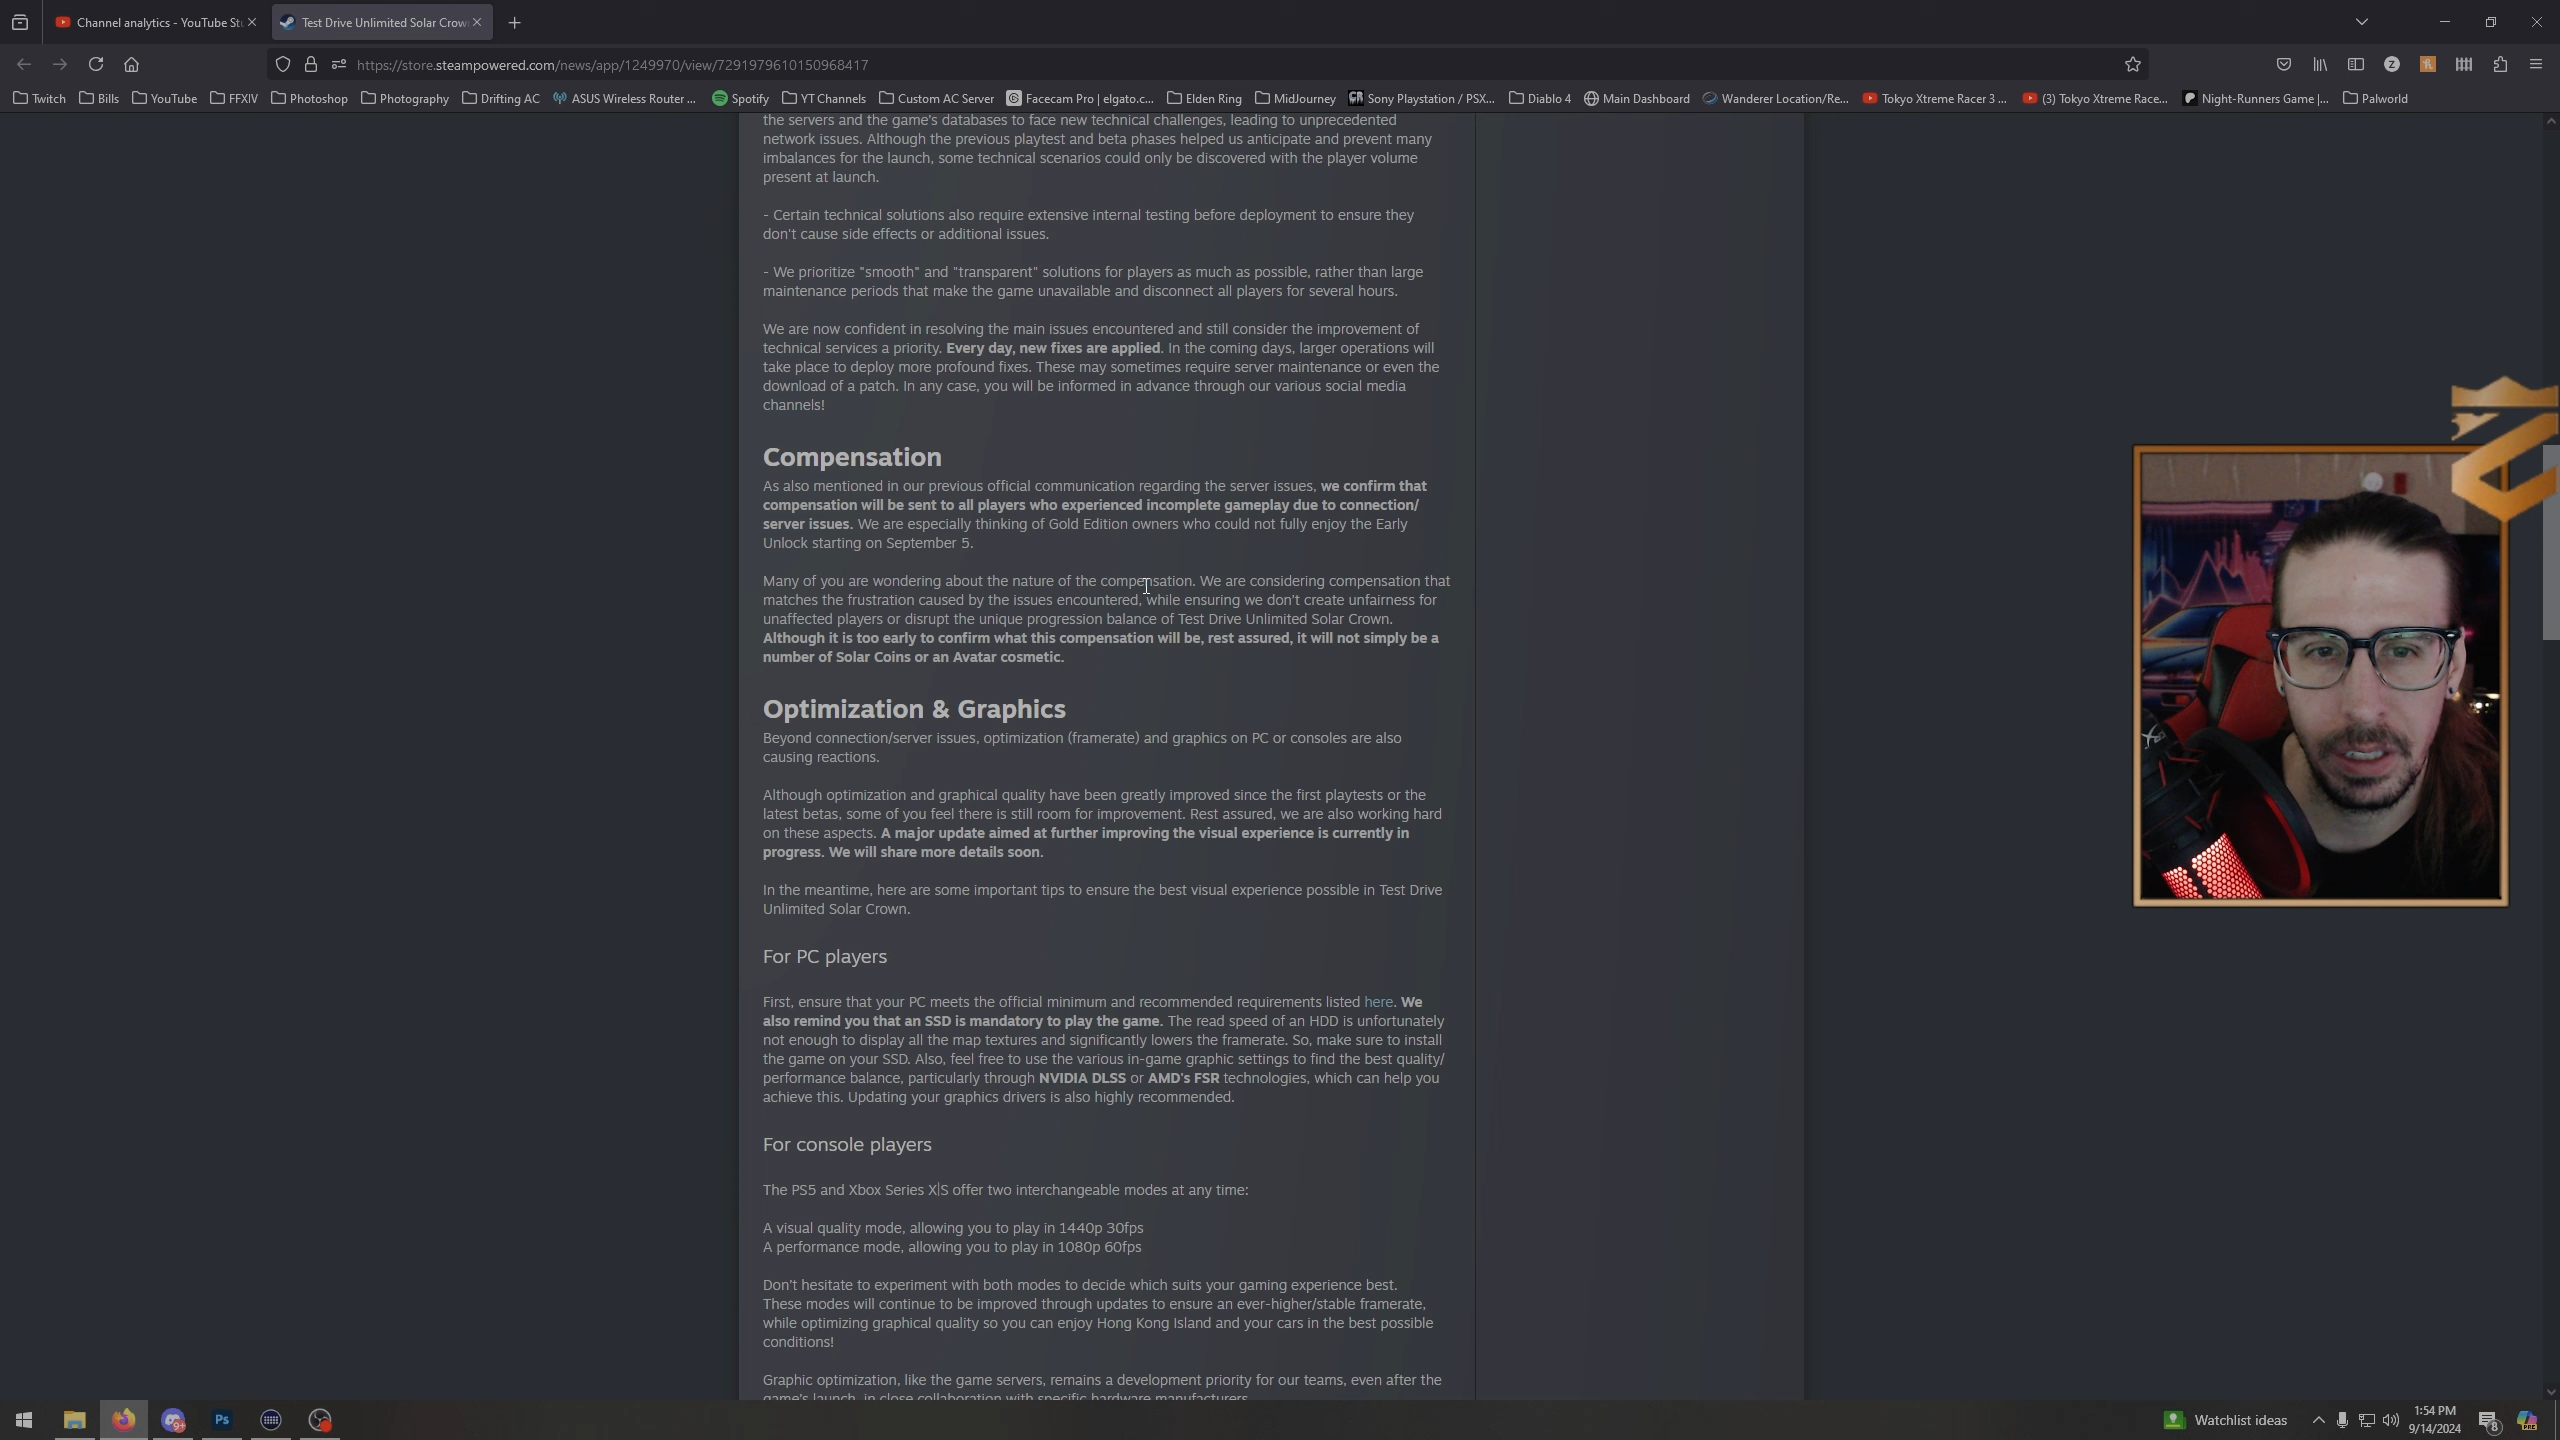 Channel analytics - YouTube Stu
Test Drive Unlimited Solar Crow
https://store.steampowered.com/news/app/1249970/view/7291979610150968417
Twitch
Bills
YouTube
FFXIV
Photoshop
Photography
Drifting AC
ASUS Wireless Router ...
Spotify
YT Channels
Custom AC Server
Facecam Pro | elgato.c...
Elden Ring
MidJourney
Sony Playstation / PSX...
Diablo 4
Main Dashboard
Wanderer Location/Re...
Tokyo Xtreme Racer 3 ...
(3) Tokyo Xtreme Race...
Night-Runners Game |...
Palworld
the servers and the game's databases to face new technical challenges, leading to unprecedented
network issues. Although the previous playtest and beta phases helped us anticipate and prevent many
imbalances for the launch, some technical scenarios could only be discovered with the player volume
present at launch.
- Certain technical solutions also require extensive internal testing before deployment to ensure they
don't cause side effects or additional issues.
- We prioritize "smooth" and "transparent" solutions for players as much as possible, rather than large
maintenance periods that make the game unavailable and disconnect all players for several hours.
We are now confident in resolving the main issues encountered and still consider the improvement of
technical services a priority. Every day, new fixes are applied. In the coming days, larger operations will
take place to deploy more profound fixes. These may sometimes require server maintenance or even the
download of a patch. In any case, you will be informed in advance through our various social media
channels!
Compensation
As also mentioned in our previous official communication regarding the server issues, we confirm that
compensation will be sent to all players who experienced incomplete gameplay due to connection/
server issues. We are especially thinking of Gold Edition owners who could not fully enjoy the Early
Unlock starting on September 5.
Many of you are wondering about the nature of the compensation. We are considering compensation that
matches the frustration caused by the issues encountered, while ensuring we don't create unfairness for
unaffected players or disrupt the unique progression balance of Test Drive Unlimited Solar Crown.
Although it is too early to confirm what this compensation will be, rest assured, it will not simply be a
number of Solar Coins or an Avatar cosmetic.
Optimization & Graphics
Beyond connection/server issues, optimization (framerate) and graphics on PC or consoles are also
causing reactions.
Although optimization and graphical quality have been greatly improved since the first playtests or the
latest betas, some of you feel there is still room for improvement. Rest assured, we are also working hard
on these aspects. A major update aimed at further improving the visual experience is currently in
progress. We will share more details soon.
In the meantime, here are some important tips to ensure the best visual experience possible in Test Drive
Unlimited Solar Crown.
For PC players
First, ensure that your PC meets the official minimum and recommended requirements listed here. We
also remind you that an SSD is mandatory to play the game. The read speed of an HDD is unfortunately
not enough to display all the map textures and significantly lowers the framerate. So, make sure to install
the game on your SSD. Also, feel free to use the various in-game graphic settings to find the best quality/
performance balance, particularly through NVIDIA DLSS or AMD's FSR technologies, which can help you
achieve this. Updating your graphics drivers is also highly recommended.
For console players
The PS5 and Xbox Series X|S offer two interchangeable modes at any time:
A visual quality mode, allowing you to play in 1440p 30fps
A performance mode, allowing you to play in 1080p 60fps
Don't hesitate to experiment with both modes to decide which suits your gaming experience best.
These modes will continue to be improved through updates to ensure an ever-higher/stable framerate,
while optimizing graphical quality so you can enjoy Hong Kong Island and your cars in the best possible
conditions!
Graphic optimization, like the game servers, remains a development priority for our teams, even after the
game's launch, in close collaboration with specific hardware manufacturers.
Ps
Watchlist ideas
1:54 PM
9/14/2024
8